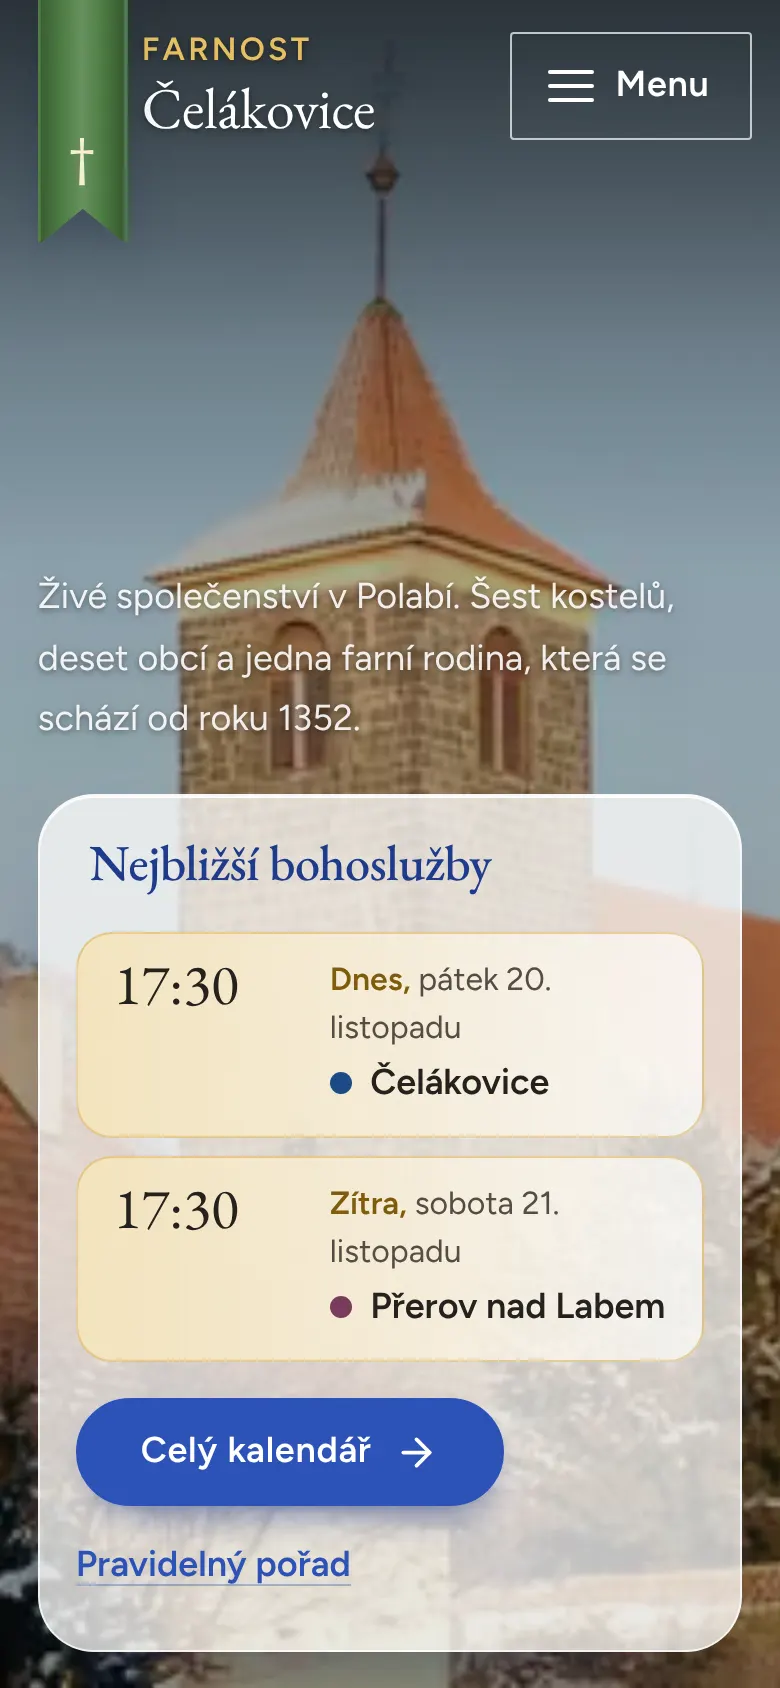 FARNOST
Čelákovice
Menu
Živé společenství v Polabí. Šest kostelů,
deset obcí a jedna farní rodina, která se
schází od roku 1352.
Nejbližší bohoslužby
17:30
Dnes, pátek 20.
listopadu
Čelákovice
17:30
Zítra, sobota 21.
listopadu
Přerov nad Labem
Celý kalendář →
Pravidelný pořad